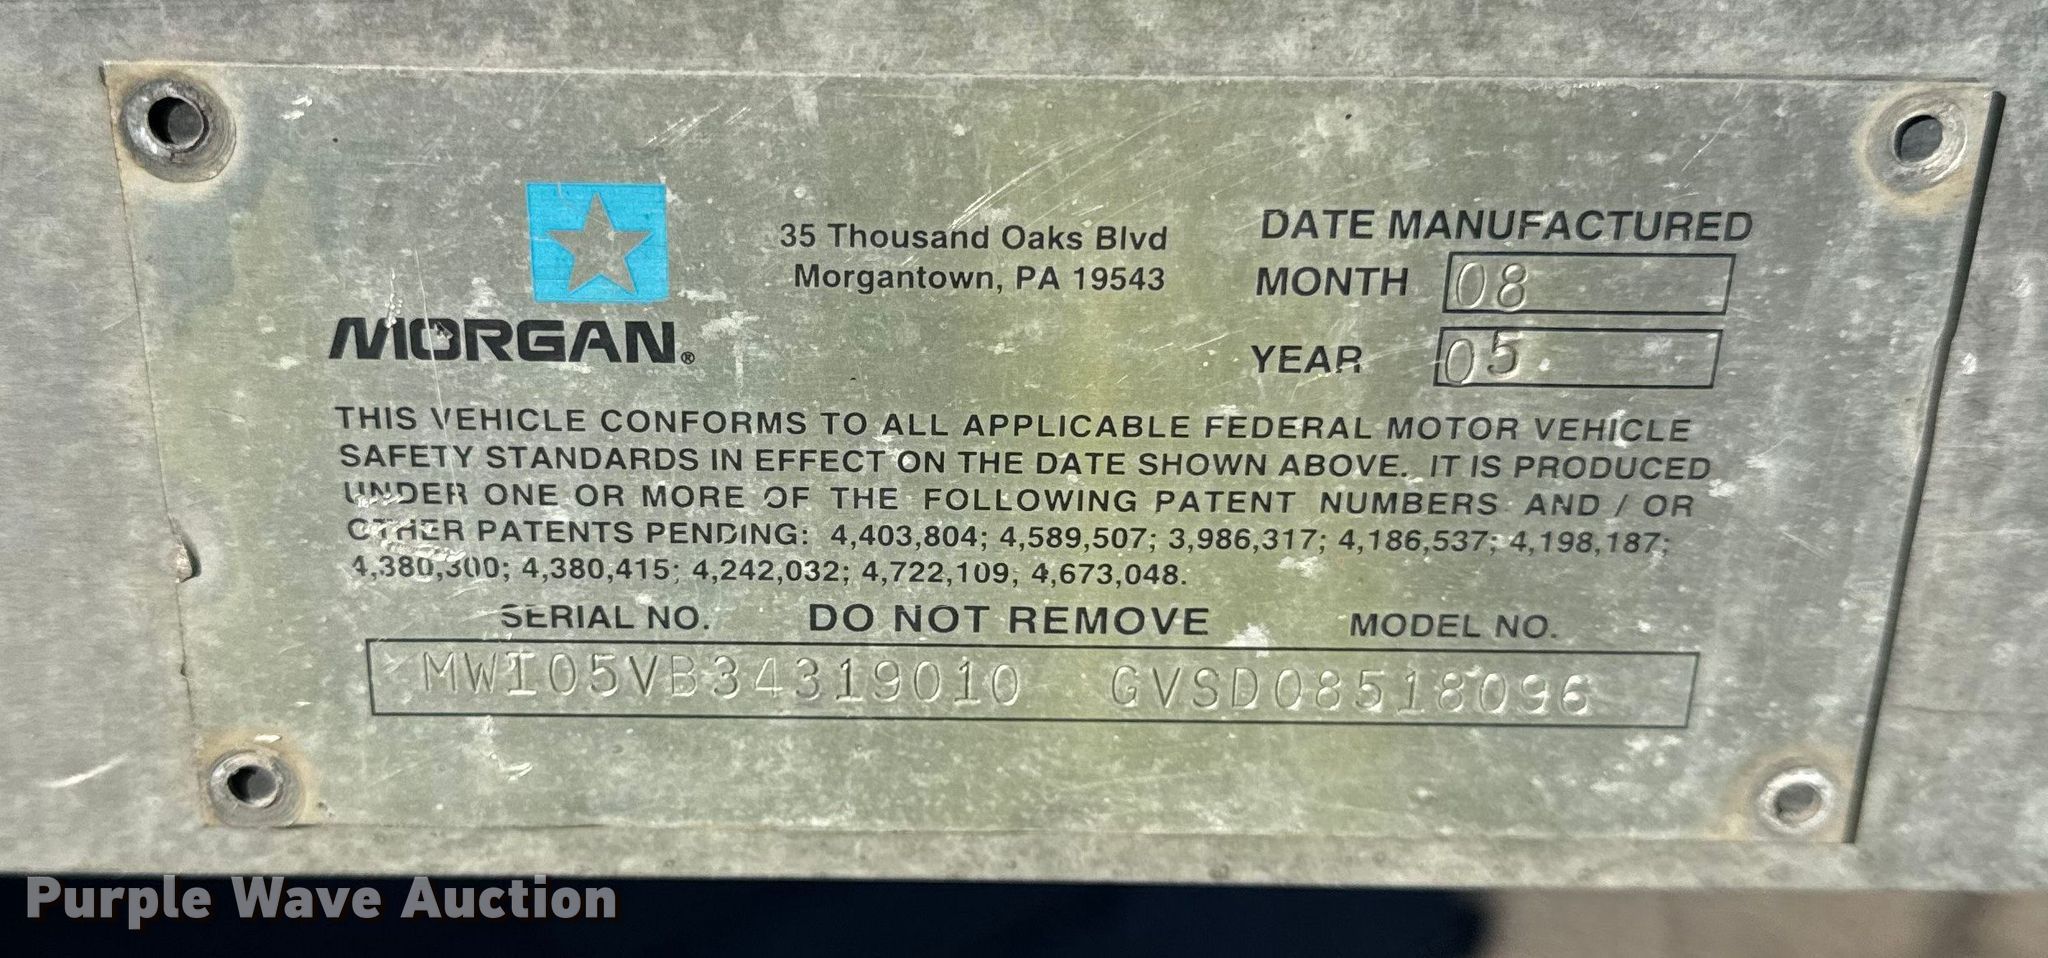 MORGAN®
35 Thousand Oaks Blvd
Morgantown, PA 19543
DATE MANUFACTURED
MONTH 08
YEAR 05
THIS VEHICLE CONFORMS TO ALL APPLICABLE FEDERAL MOTOR VEHICLE
SAFETY STANDARDS IN EFFECT ON THE DATE SHOWN ABOVE. IT IS PRODUCED
UNDER ONE OR MORE OF THE FOLLOWING PATENT NUMBERS AND / OR
OTHER PATENTS PENDING: 4,403,804; 4,589,507; 3,986,317; 4,186,537; 4,198,187;
4,380,300; 4,380,415; 4,242,032; 4,722,109; 4,673,048.
SERIAL NO. DO NOT REMOVE MODEL NO.
MWI05VB34319010 GVSD08518096
Purple Wave Auction